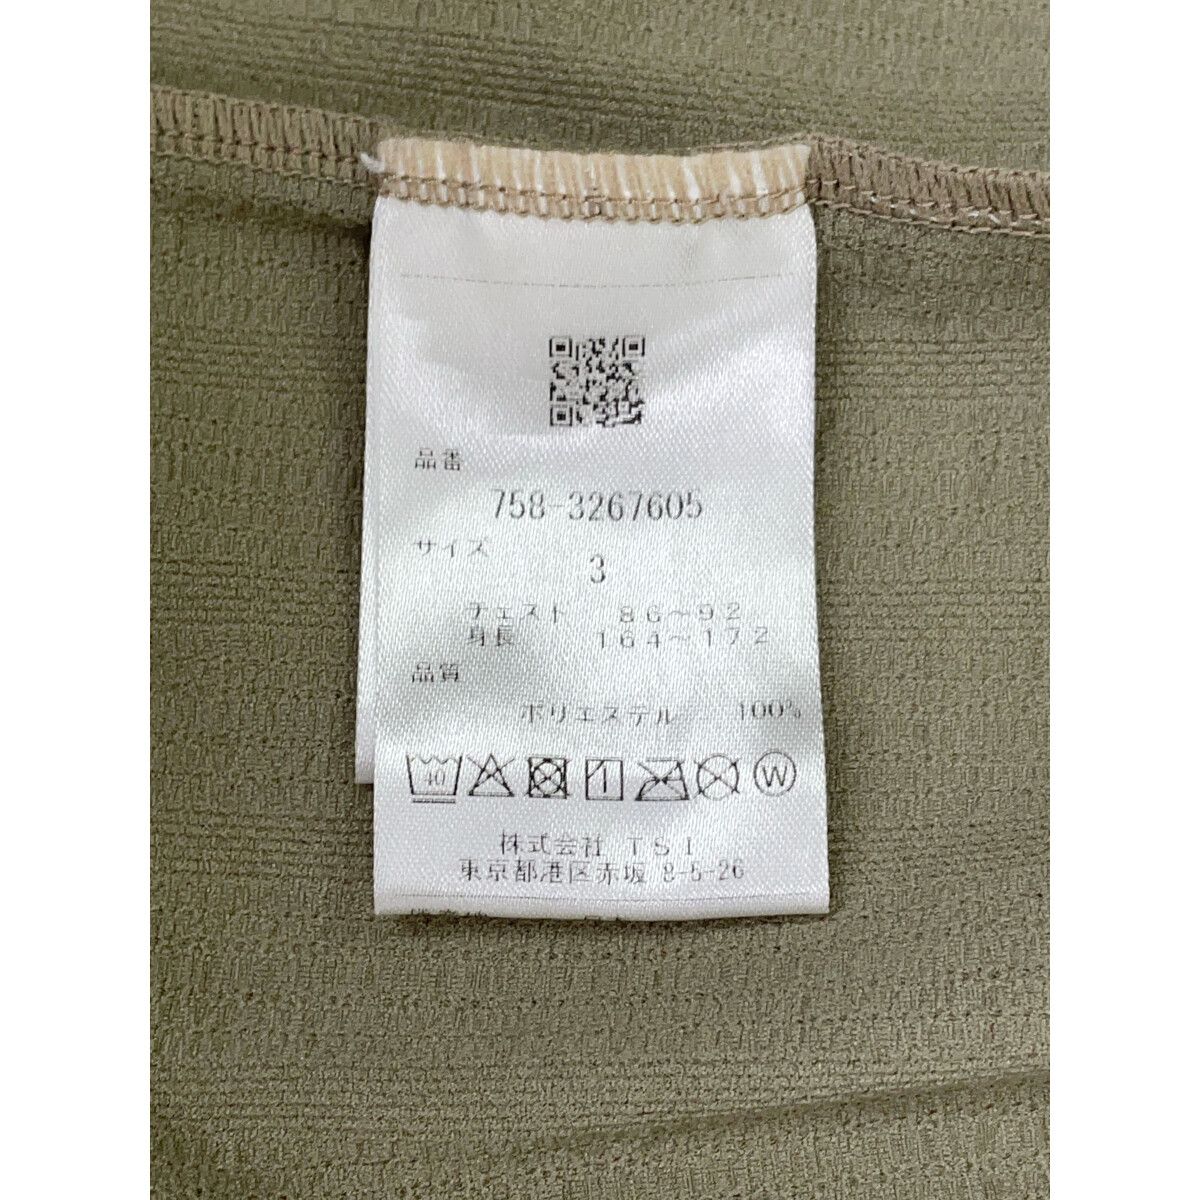 品番
758-3267605
サイズ
3
チェスト 86~92
身長 164~172
品質
ポリエステル 100%
40
W
株式会社 TSI
東京都港区赤坂 8-5-26